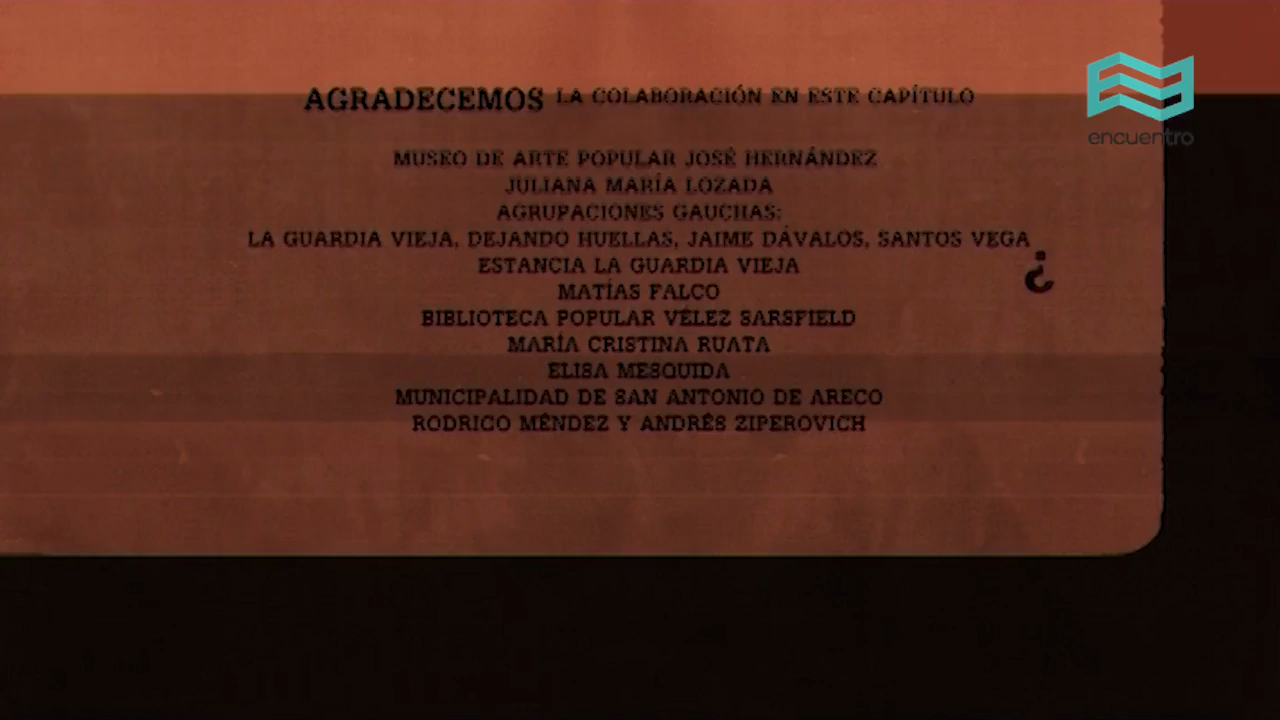 AGRADECEMOS LA COLABORACIÓN EN ESTE CAPÍTULO
encuentro
MUSEO DE ARTE POPULAR JOSÉ HERNÁNDEZ
JULIANA MARÍA LOZADA
AGRUPACIONES GAUCHAS:
LA GUARDIA VIEJA, DEJANDO HUELLAS, JAIME DÁVALOS, SANTOS VEGA
¿
ESTANCIA LA GUARDIA VIEJA
MATÍAS FALCO
BIBLIOTECA POPULAR VÉLEZ SARSFIELD
MARÍA CRISTINA RUATA
ELISA MESQUIDA
MUNICIPALIDAD DE SAN ANTONIO DE ARECO
RODRIGO MÉNDEZ Y ANDRÉS ZIPEROVICH